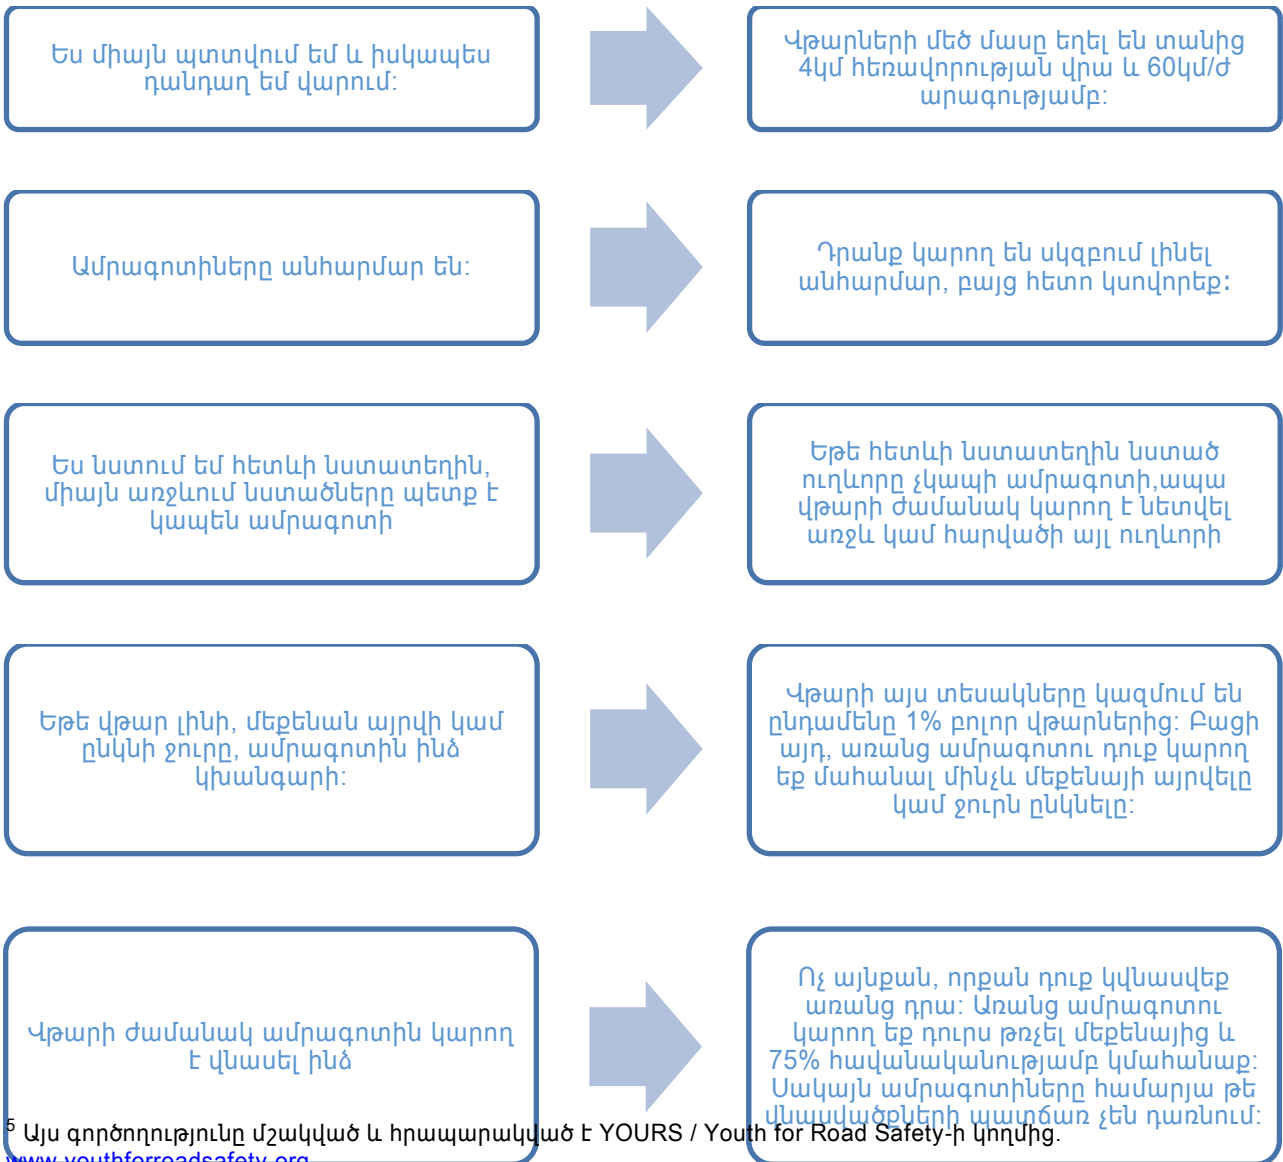 Ես միայն պտտվում եմ և իսկապես
դանդաղ եմ վարում:
Վթարների մեծ մասը եղել են տանից
4կմ հեռավորության վրա և 60կմ/ժ
արագությամբ:
Ամրագոտիները անհարմար են:
Դրանք կարող են սկզբում լինել
անհարմար, բայց հետո կսովորեք:
Ես նստում եմ հետևի նստատեղին,
միայն առջևում նստածները պետք է
կապեն ամրագոտի
Եթե հետևի նստատեղին նստած
ուղևորը չկապի ամրագոտի,ապա
վթարի ժամանակ կարող է նետվել
առջև կամ հարվածի այլ ուղևորի
Եթե վթար լինի, մեքենան այրվի կամ
ընկնի ջուրը, ամրագոտին ինձ
կխանգարի:
Վթարի այս տեսակները կազմում են
ընդամենը 1% բոլոր վթարներից: Բացի
այդ, առանց ամրագոտու դուք կարող
եք մահանալ մինչև մեքենայի այրվելը
կամ ջուրն ընկնելը:
Վթարի ժամանակ ամրագոտին կարող
է վնասել ինձ
Ոչ այնքան, որքան դուք կվնասվեք
առանց դրա: Առանց ամրագոտու
կարող եք դուրս թռչել մեքենայից և
75% հավանականությամբ կմահանաք:
Սակայն ամրագոտիները համարյա թե
վնասվածքների պատճառ չեն դառնում:
5 Այս գործողությունը մշակված և հրապարակված է YOURS / Youth for Road Safety-ի կողմից.
www.youthforroadsafety.org